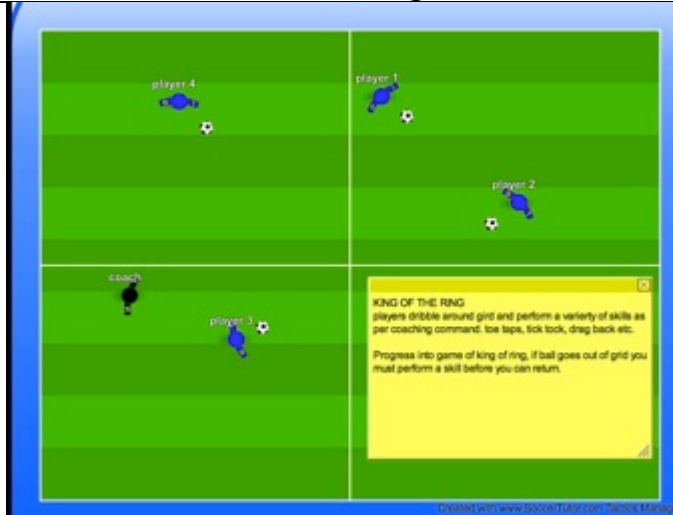 player 4
player 1
player 2
coach
player 3
KING OF THE RING
players dribble around gird and perform a varierty of skills as
per coaching command. toe taps, tick tock, drag back etc.
Progress into game of king of ring, if ball goes out of grid you
must perform a skill before you can return.
Created with www.SoccerTutor.com Tactics Manag